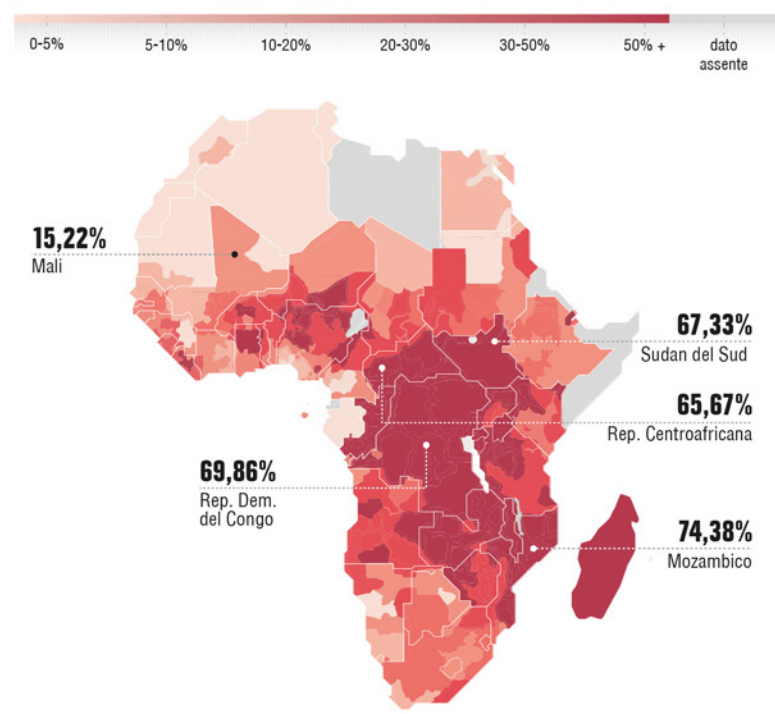 0-5%
5-10%
10-20%
20-30%
30-50%
50% +
dato
assente
15,22%
Mali
67,33%
Sudan del Sud
65,67%
Rep. Centroafricana
69,86%
Rep. Dem.
del Congo
74,38%
Mozambico